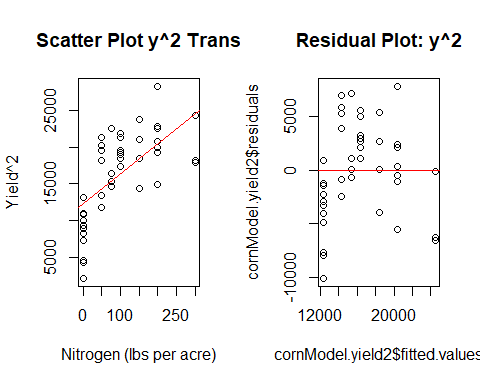 Scatter Plot y^2 Trans
Yield^2
5000
15000
25000
0
100
250
Nitrogen (lbs per acre)
Residual Plot: y^2
cornModel.yield2$residuals
-10000
0
5000
12000
20000
cornModel.yield2$fitted.values